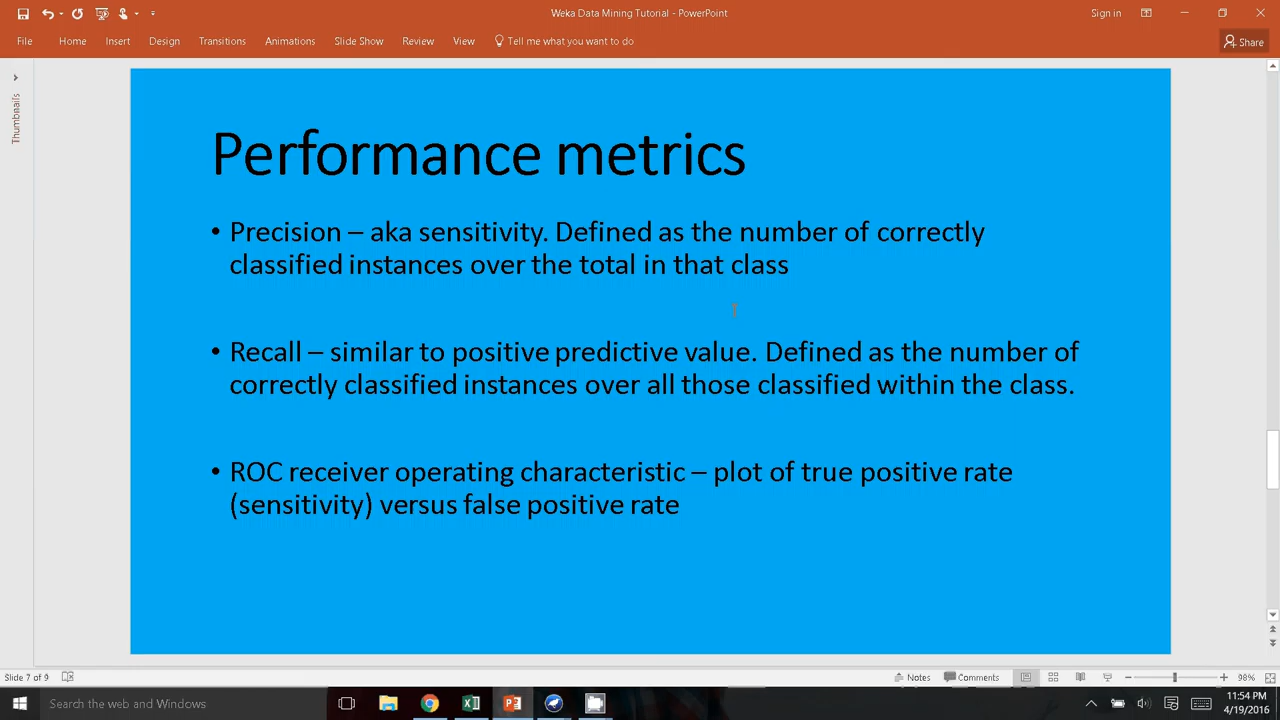 Weka Data Mining Tutorial - PowerPoint
Sign in
File Home Insert Design Transitions Animations Slide Show Review View Tell me what you want to do
Share
Thumbnails
Performance metrics
• Precision – aka sensitivity. Defined as the number of correctly
classified instances over the total in that class
• Recall – similar to positive predictive value. Defined as the number of
correctly classified instances over all those classified within the class.
• ROC receiver operating characteristic – plot of true positive rate
(sensitivity) versus false positive rate
Slide 7 of 9
Notes
Comments
98%
Search the web and Windows
11:54 PM
4/19/2016